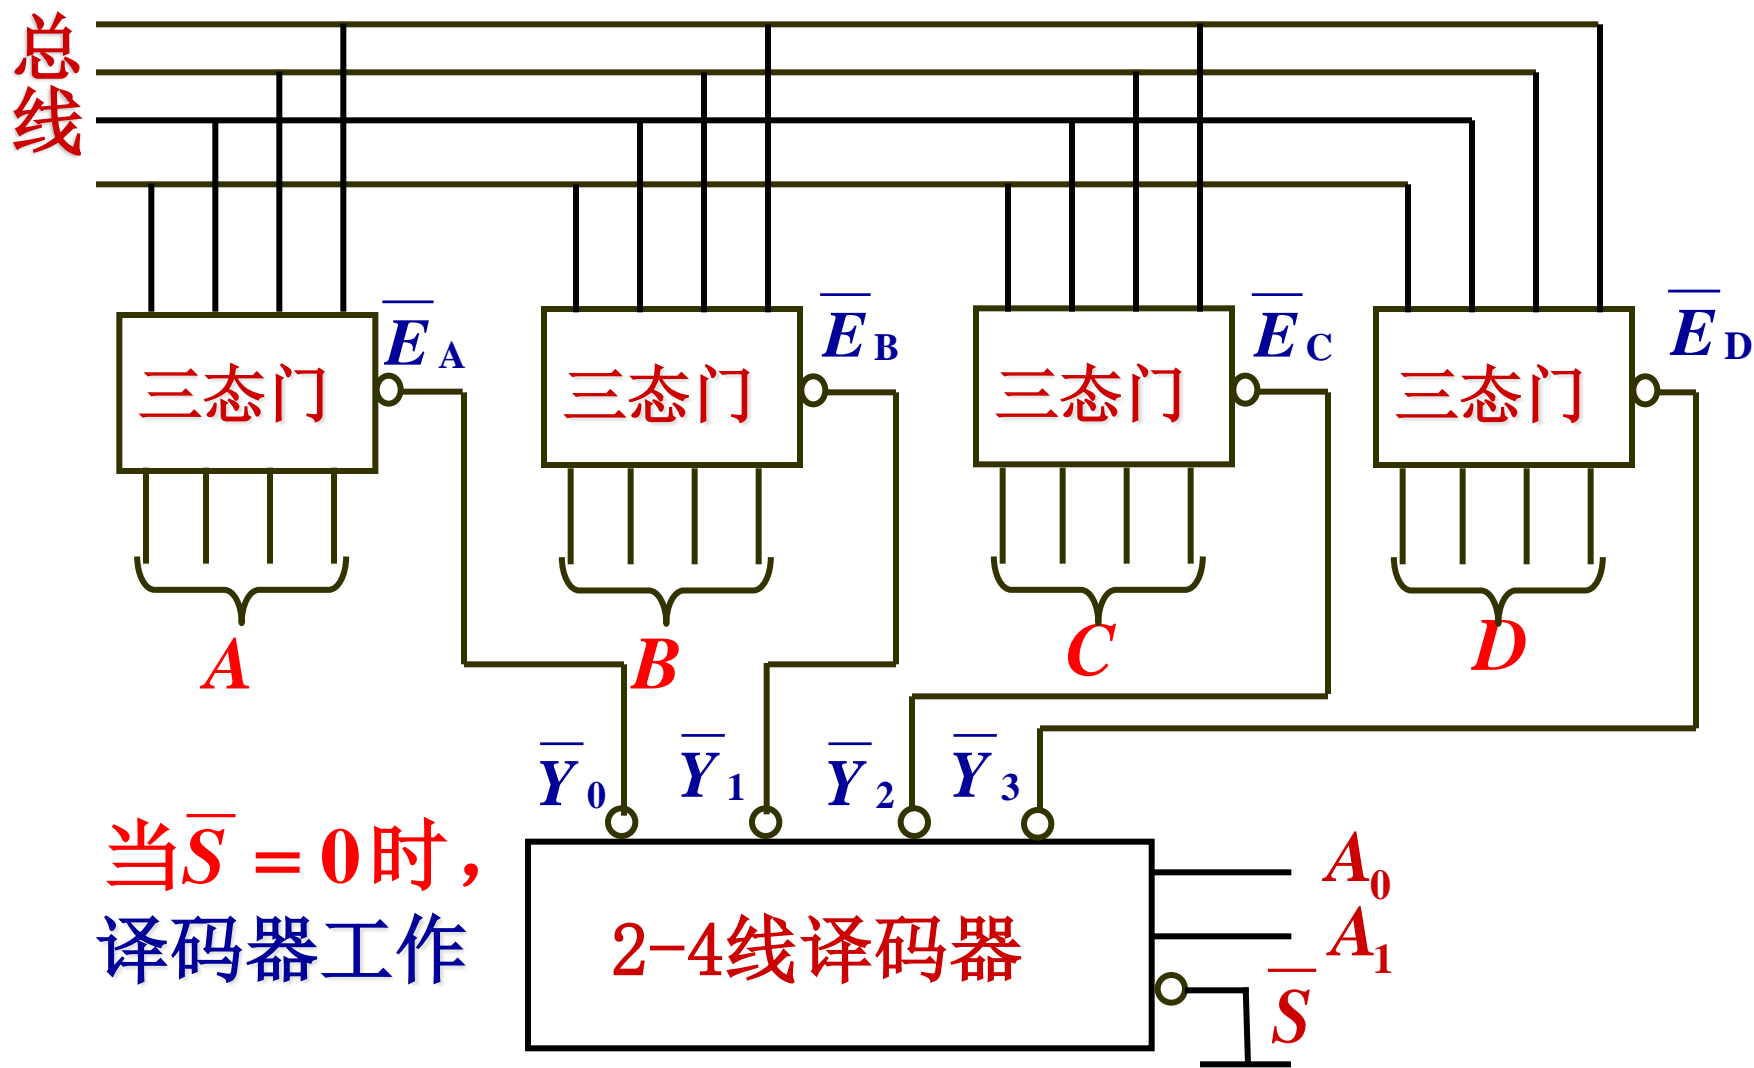 总线
E̅A E̅B E̅C E̅D
三态门 三态门 三态门 三态门
A B C D
Y̅0 Y̅1 Y̅2 Y̅3
当S̅ = 0时，
译码器工作
2-4线译码器
A0
A1
S̅